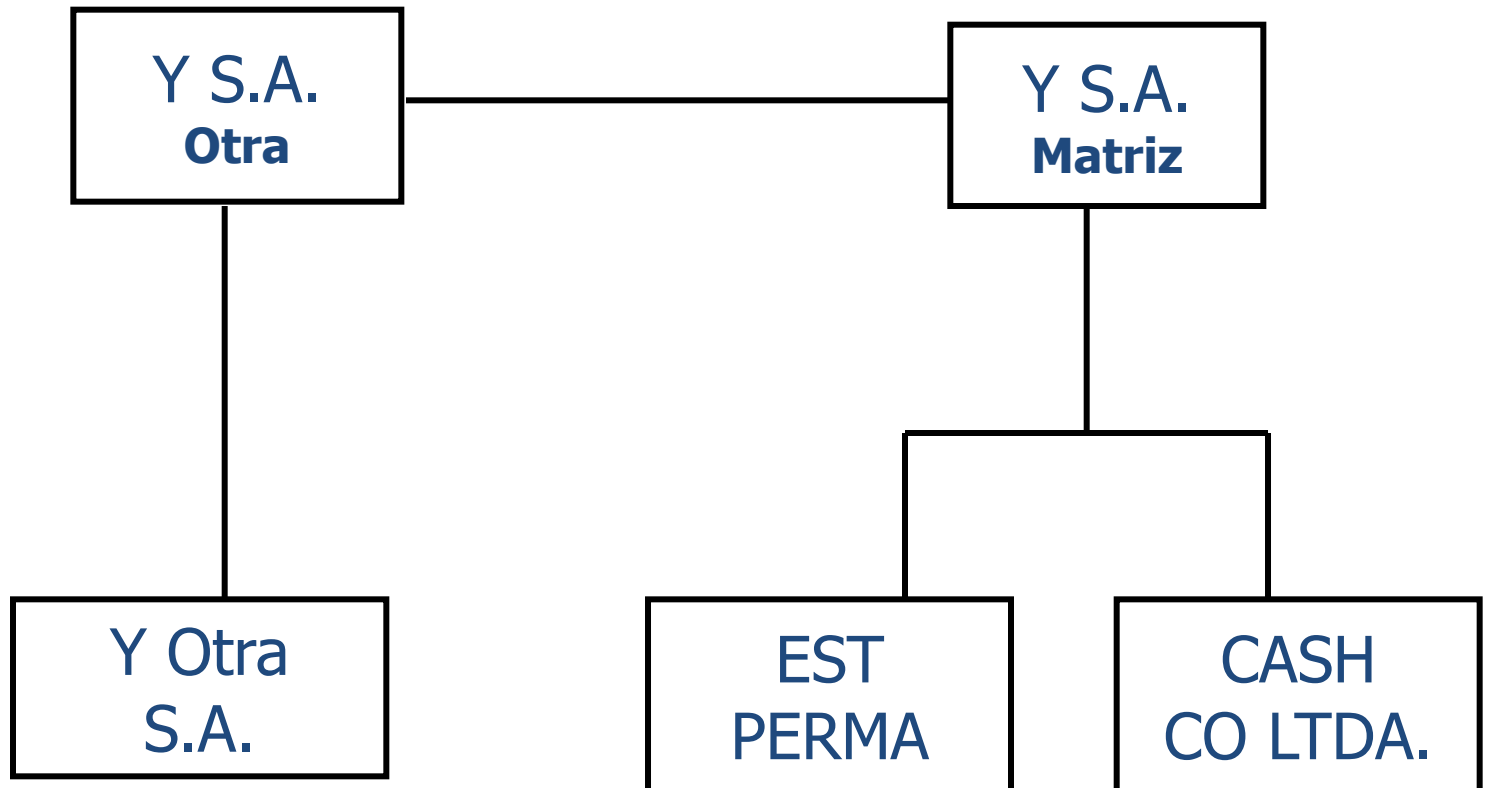 Y S.A.
Otra
Y S.A.
Matriz
Y Otra
S.A.
EST
PERMA
CASH
CO LTDA.